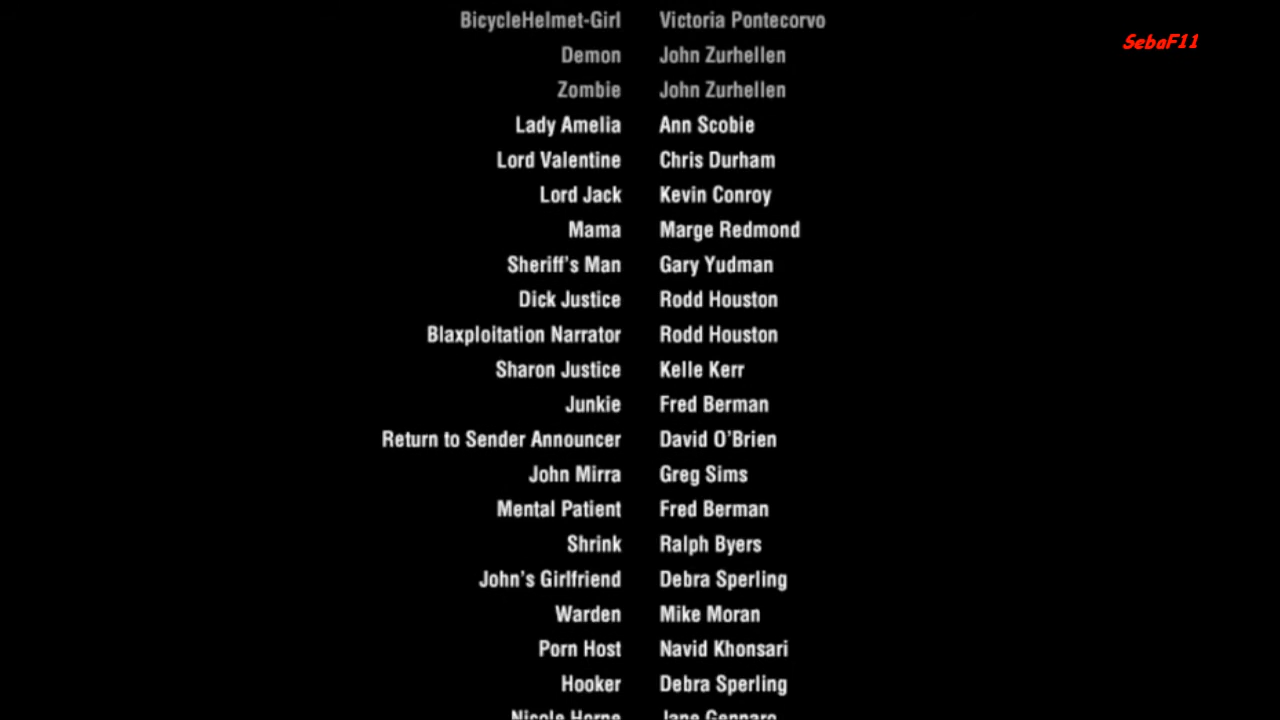 BicycleHelmet-Girl Victoria Pontecorvo
SebaF11
Demon John Zurhellen
Zombie John Zurhellen
Lady Amelia Ann Scobie
Lord Valentine Chris Durham
Lord Jack Kevin Conroy
Mama Marge Redmond
Sheriff's Man Gary Yudman
Dick Justice Rodd Houston
Blaxploitation Narrator Rodd Houston
Sharon Justice Kelle Kerr
Junkie Fred Berman
Return to Sender Announcer David O'Brien
John Mirra Greg Sims
Mental Patient Fred Berman
Shrink Ralph Byers
John's Girlfriend Debra Sperling
Warden Mike Moran
Porn Host Navid Khonsari
Hooker Debra Sperling
Nicole Horne Jane Gennaro